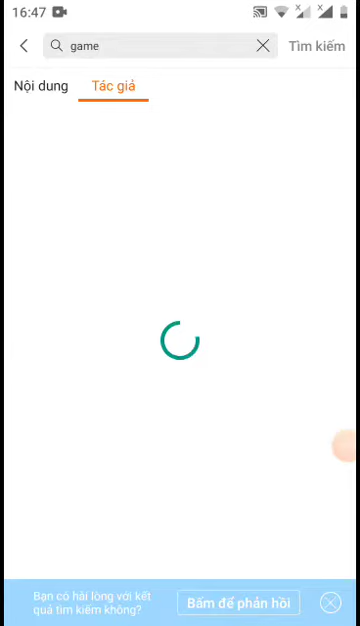 16:47
game
Tìm kiếm
Nội dung
Tác giả
Bạn có hài lòng với kết
quả tìm kiếm không?
Bấm để phản hồi